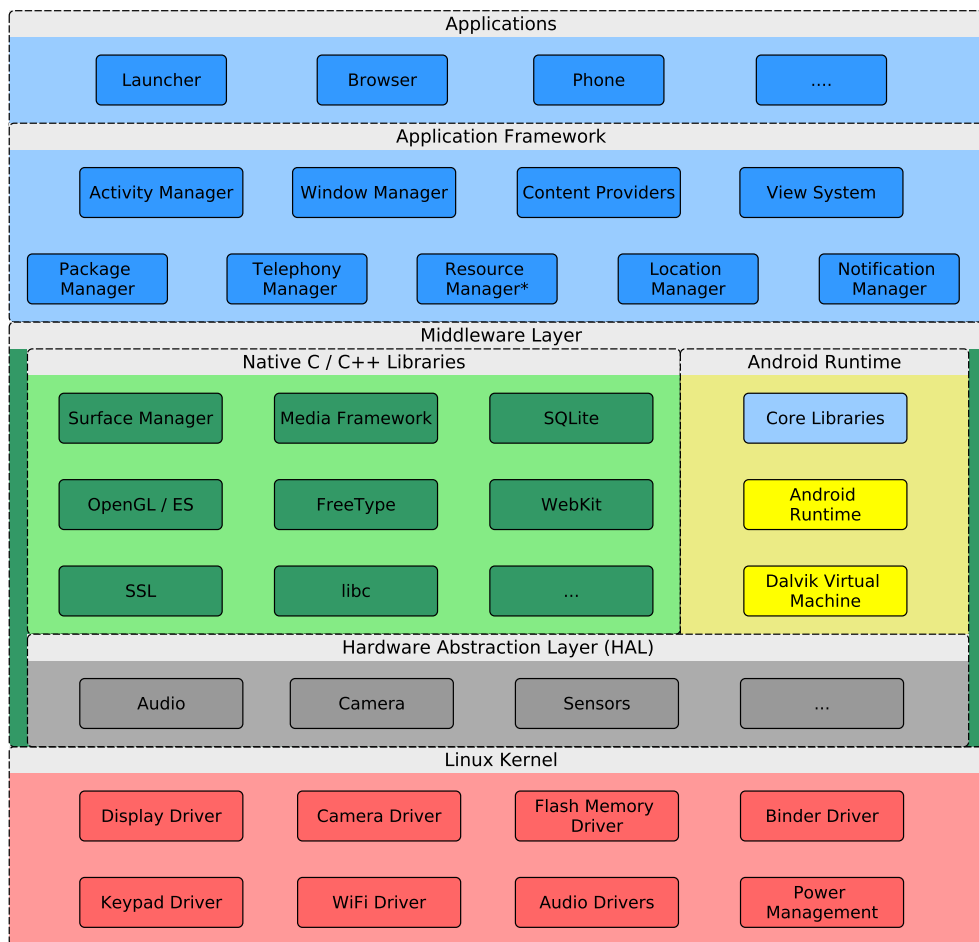 Applications
Launcher
Browser
Phone
....
Application Framework
Activity Manager
Window Manager
Content Providers
View System
Package
Manager
Telephony
Manager
Resource
Manager*
Location
Manager
Notification
Manager
Middleware Layer
Native C / C++ Libraries
Surface Manager
Media Framework
SQLite
OpenGL / ES
FreeType
WebKit
SSL
libc
...
Android Runtime
Core Libraries
Android
Runtime
Dalvik Virtual
Machine
Hardware Abstraction Layer (HAL)
Audio
Camera
Sensors
...
Linux Kernel
Display Driver
Camera Driver
Flash Memory
Driver
Binder Driver
Keypad Driver
WiFi Driver
Audio Drivers
Power
Management